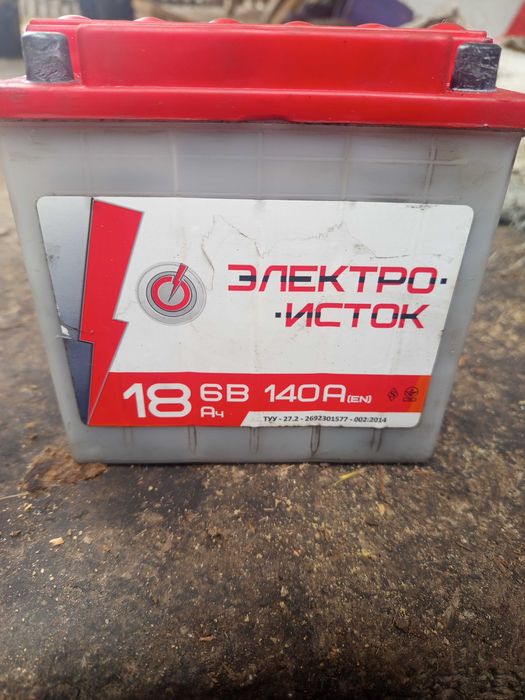 ЭЛЕКТРО·
·ИСТОК
18 Ач 6В 140А (EN)
ТУУ - 27.2 - 2692301577 - 002:2014